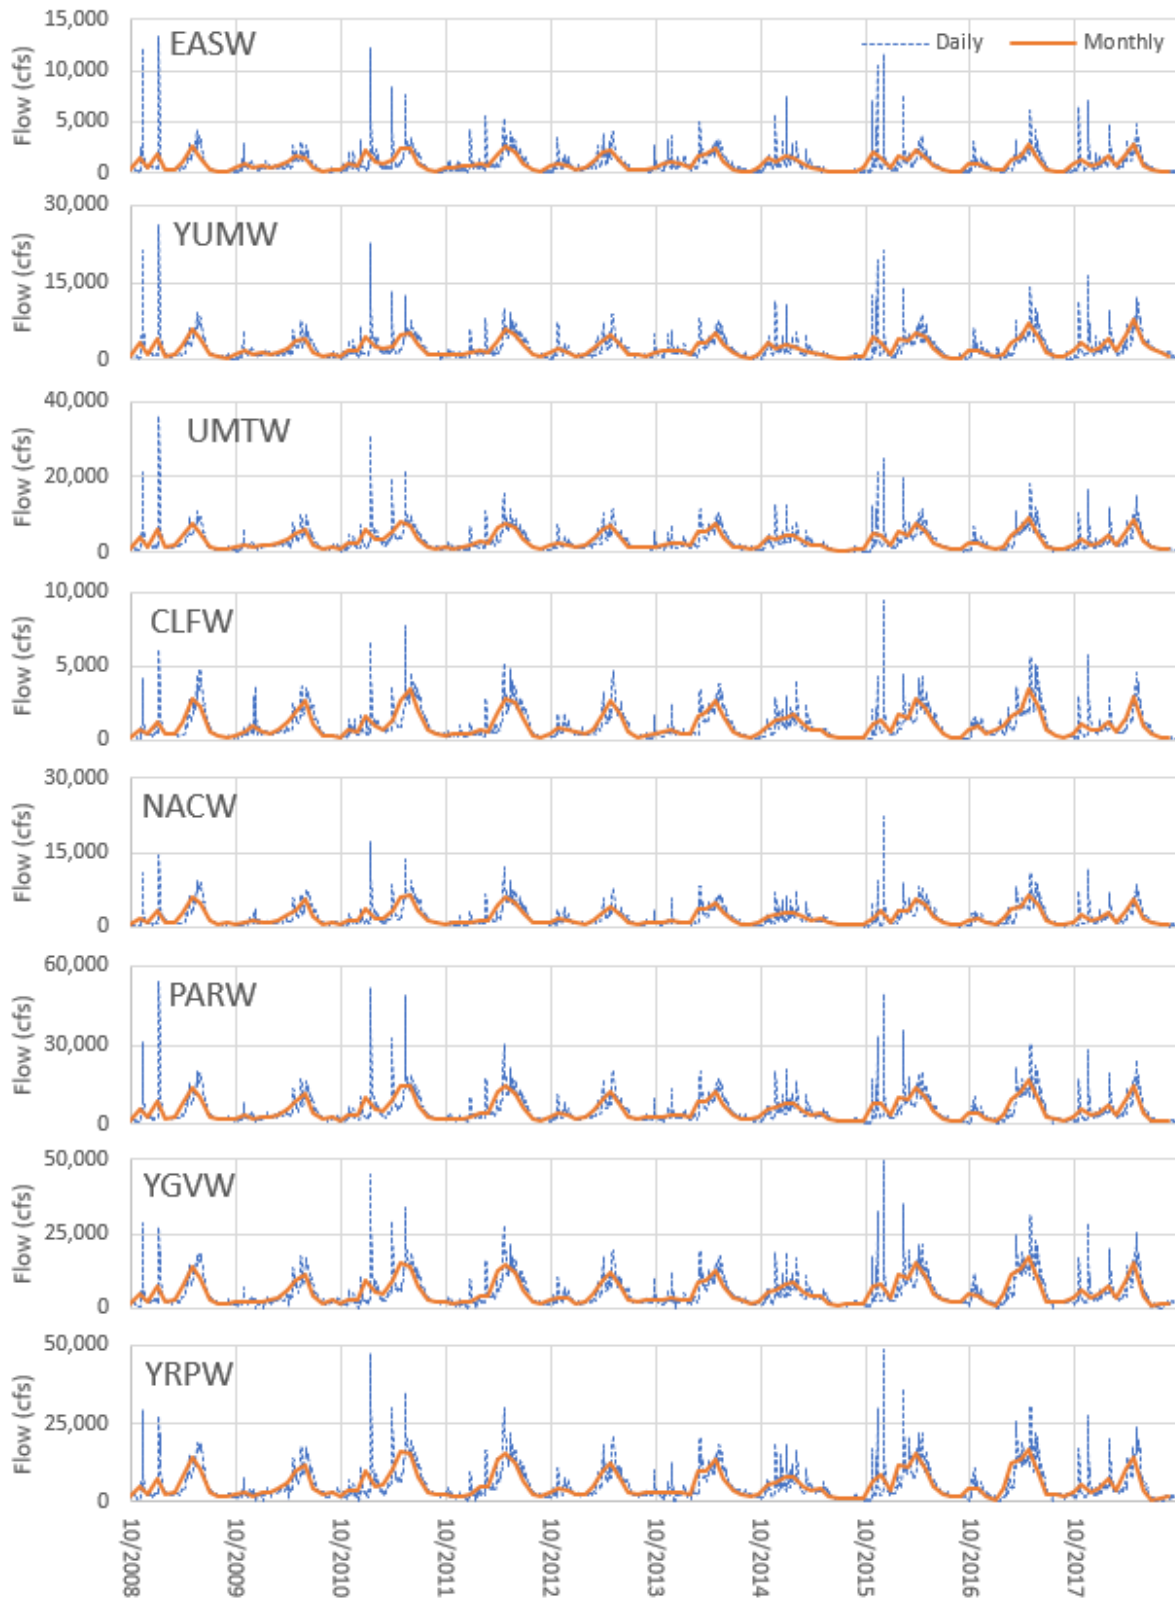 15,000
EASW
Daily
Monthly
10,000
5,000
0
Flow (cfs)
30,000
YUMW
15,000
0
Flow (cfs)
40,000
UMTW
20,000
0
Flow (cfs)
10,000
CLFW
5,000
0
Flow (cfs)
30,000
NACW
15,000
0
Flow (cfs)
60,000
PARW
30,000
0
Flow (cfs)
50,000
YGVW
25,000
0
Flow (cfs)
50,000
YRPW
25,000
0
Flow (cfs)
10/2008
10/2009
10/2010
10/2011
10/2012
10/2013
10/2014
10/2015
10/2016
10/2017